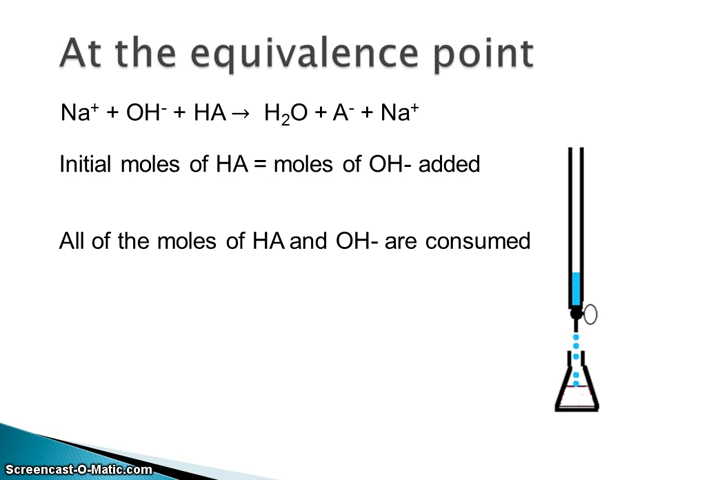 At the equivalence point
Na⁺ + OH⁻ + HA → H₂O + A⁻ + Na⁺
Initial moles of HA = moles of OH- added
All of the moles of HA and OH- are consumed
Screencast-O-Matic.com